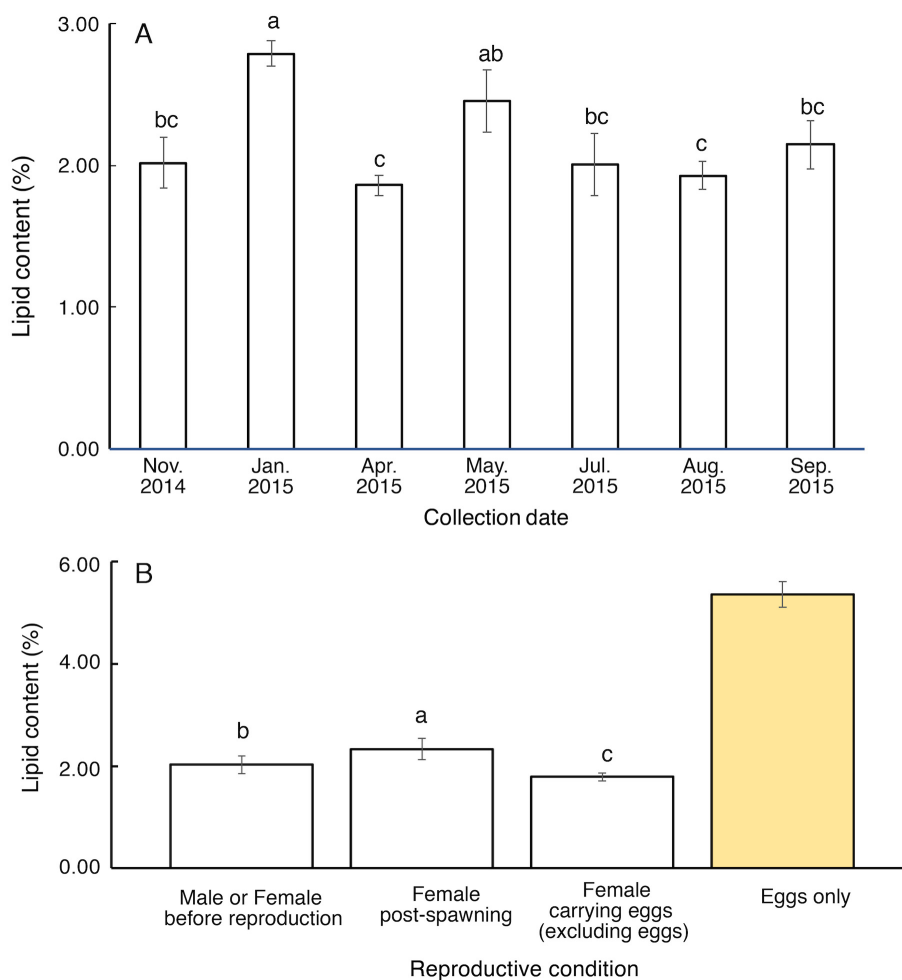 A
Lipid content (%)
3.00
2.00
1.00
0.00
bc
a
c
ab
bc
c
bc
Nov.
2014
Jan.
2015
Apr.
2015
May.
2015
Jul.
2015
Aug.
2015
Sep.
2015
Collection date
B
Lipid content (%)
6.00
4.00
2.00
0.00
b
a
c
Male or Female
before reproduction
Female
post-spawning
Female
carrying eggs
(excluding eggs)
Eggs only
Reproductive condition